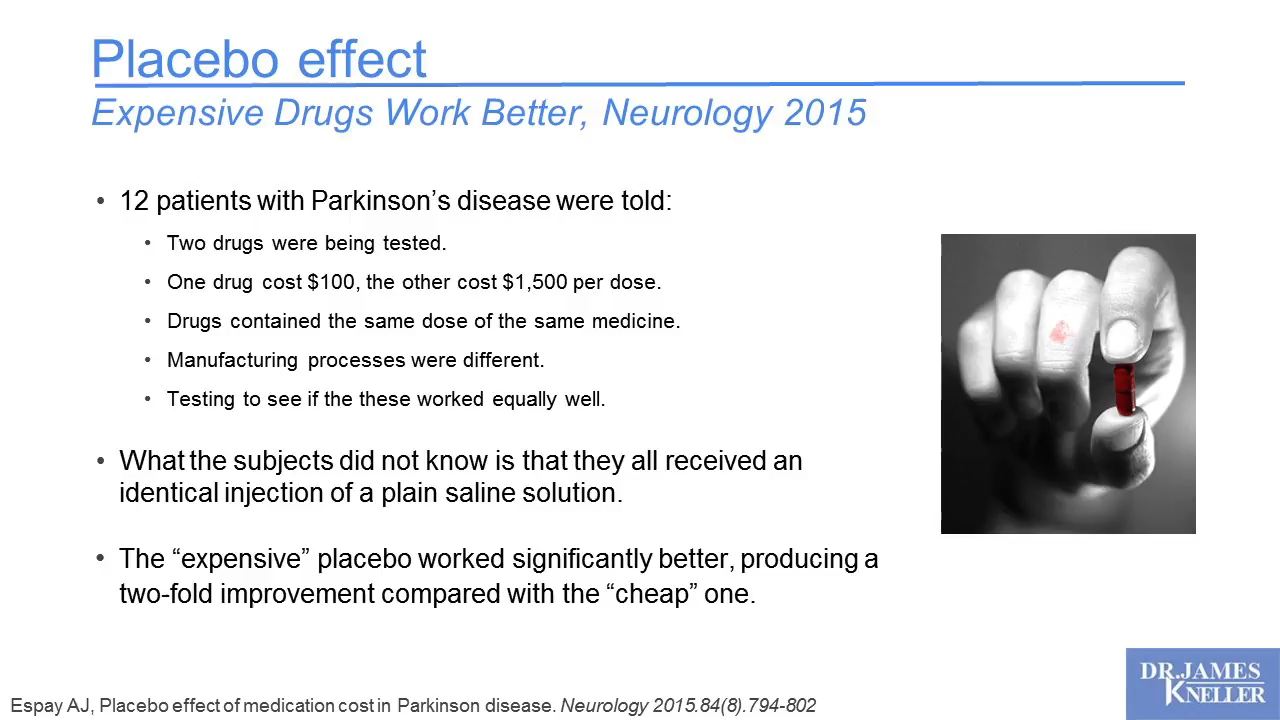 Placebo effect
Expensive Drugs Work Better, Neurology 2015
• 12 patients with Parkinson’s disease were told:
• Two drugs were being tested.
• One drug cost $100, the other cost $1,500 per dose.
• Drugs contained the same dose of the same medicine.
• Manufacturing processes were different.
• Testing to see if the these worked equally well.
• What the subjects did not know is that they all received an
identical injection of a plain saline solution.
• The “expensive” placebo worked significantly better, producing a
two-fold improvement compared with the “cheap” one.
DR.JAMES
KNELLER
Espay AJ, Placebo effect of medication cost in Parkinson disease. Neurology 2015.84(8).794-802